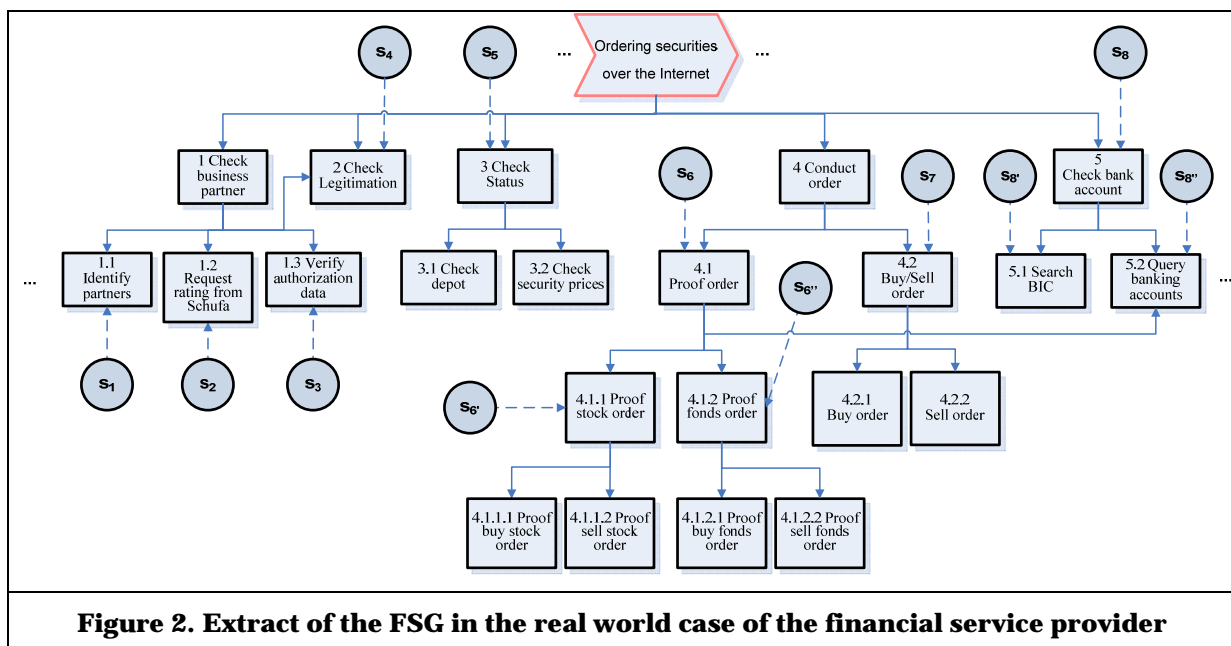 S4
S5
...
Ordering securities
over the Internet
...
S8
1 Check
business
partner
2 Check
Legitimation
3 Check
Status
S6
4 Conduct
order
S7
S8'
5
Check bank
account
S8''
...
1.1
Identify
partners
1.2
Request
rating from
Schufa
1.3 Verify
authorization
data
3.1 Check
depot
3.2 Check
security prices
4.1
Proof order
S6''
4.2
Buy/Sell
order
5.1 Search
BIC
5.2 Query
banking
accounts
...
S1
S2
S3
S6'
4.1.1 Proof
stock order
4.1.2 Proof
fonds order
4.2.1
Buy order
4.2.2
Sell order
4.1.1.1 Proof
buy stock
order
4.1.1.2 Proof
sell stock
order
4.1.2.1 Proof
buy fonds
order
4.1.2.2 Proof
sell fonds
order
Figure 2. Extract of the FSG in the real world case of the financial service provider